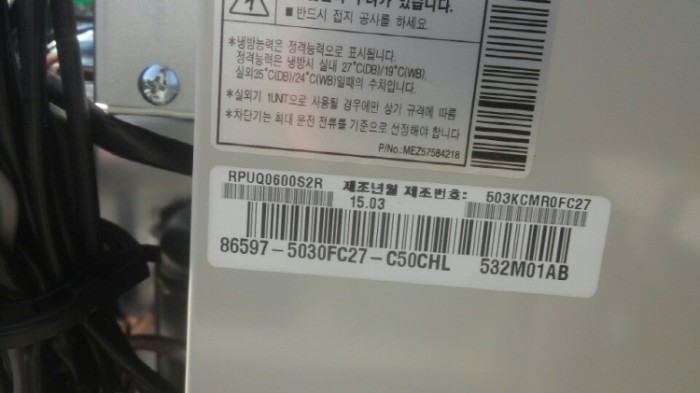 ■ 반드시 접지 공사를 하세요.
*냉방능력은 정격능력으로 표시됩니다.
정격능력은 냉방시 실내 27℃(DB)/19℃(WB),
실외35℃(DB)/24℃(WB)일때의 수치입니다.
*실외기 1UNIT으로 사용될 경우에만 상기 규격에 따름
*차단기는 최대 운전 전류를 기준으로 선정해야 합니다
P/No.: MEZ57584218
RPUQ0600S2R 제조년월 제조번호: 503KCMR0FC27
15.03
86597-5030FC27-C50CHL 532M01AB